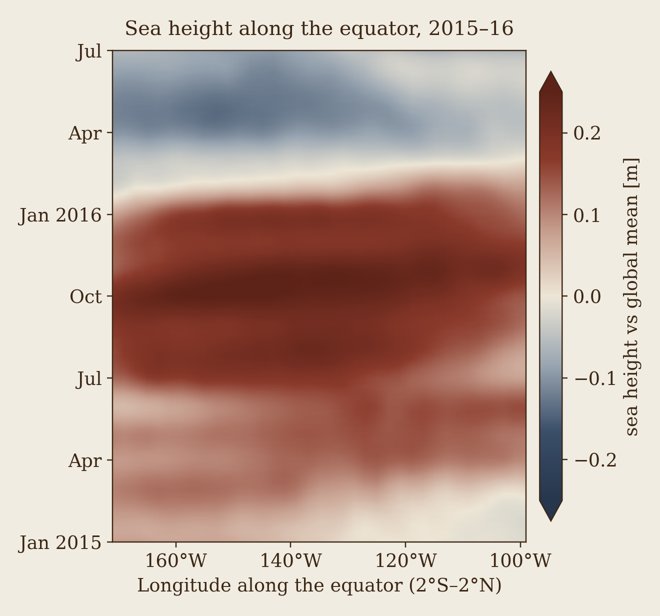 Sea height along the equator, 2015–16
Jul
Apr
Jan 2016
Oct
Jul
Apr
Jan 2015
160°W 140°W 120°W 100°W
Longitude along the equator (2°S–2°N)
0.2
0.1
0.0
−0.1
−0.2
sea height vs global mean [m]